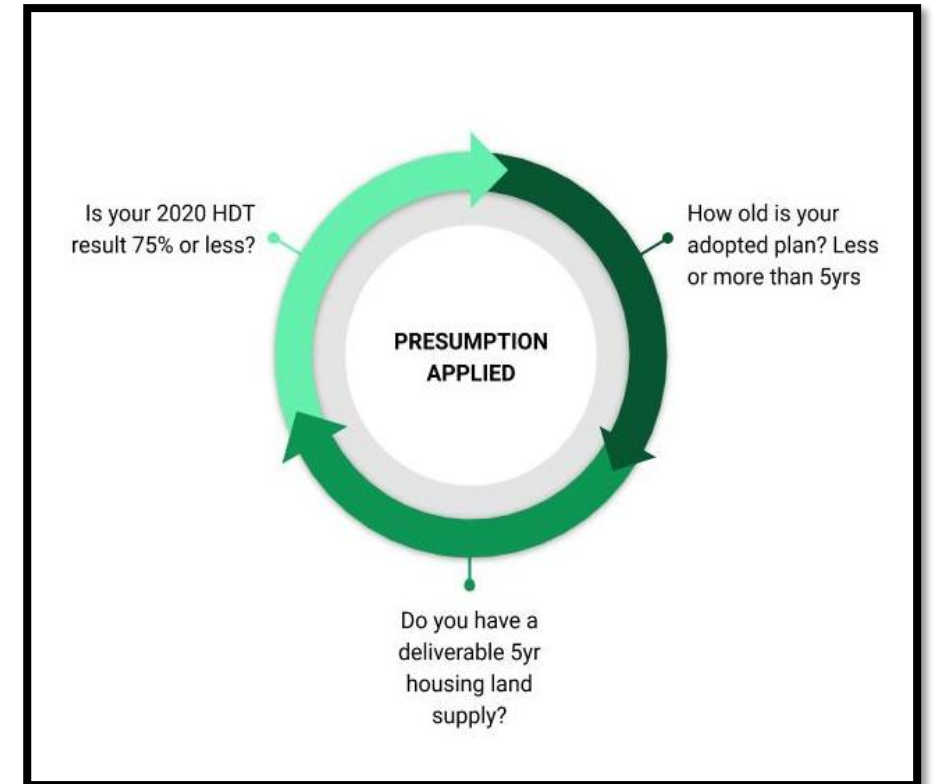 Is your 2020 HDT
result 75% or less?
How old is your
adopted plan? Less
or more than 5yrs
PRESUMPTION
APPLIED
Do you have a
deliverable 5yr
housing land
supply?